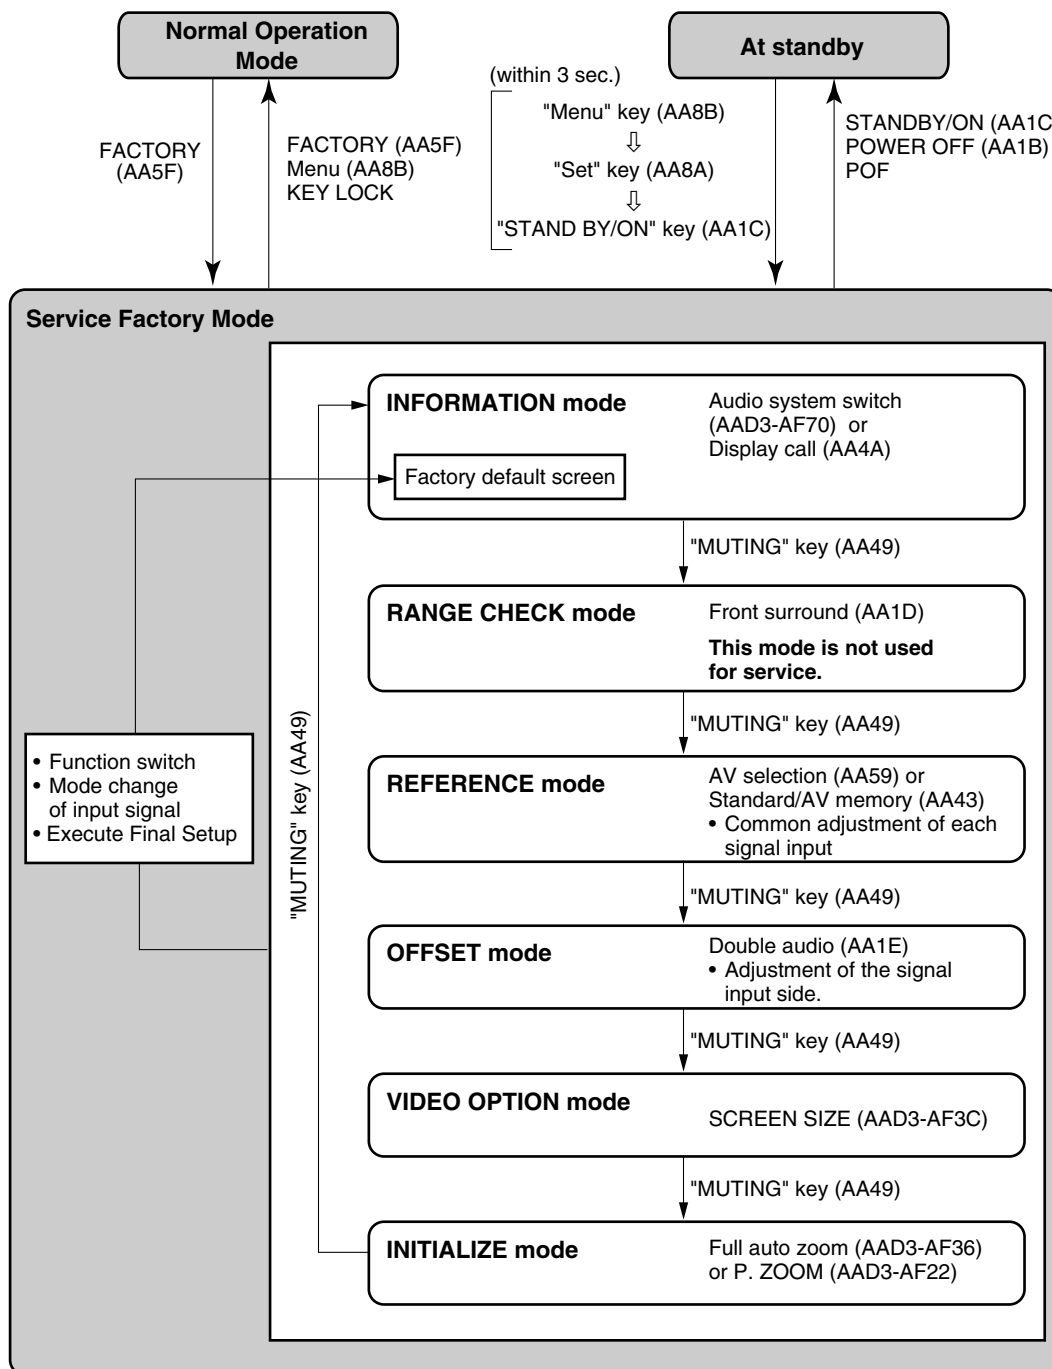 Normal Operation
Mode
At standby
(within 3 sec.)
"Menu" key (AA8B)
⇩
"Set" key (AA8A)
⇩
"STAND BY/ON" key (AA1C)
FACTORY
(AA5F)
FACTORY (AA5F)
Menu (AA8B)
KEY LOCK
STANDBY/ON (AA1C
POWER OFF (AA1B)
POF
Service Factory Mode
INFORMATION mode
Audio system switch
(AAD3-AF70) or
Display call (AA4A)
Factory default screen
"MUTING" key (AA49)
RANGE CHECK mode
Front surround (AA1D)
This mode is not used
for service.
"MUTING" key (AA49)
• Function switch
• Mode change
of input signal
• Execute Final Setup
"MUTING" key (AA49)
REFERENCE mode
AV selection (AA59) or
Standard/AV memory (AA43)
• Common adjustment of each
signal input
"MUTING" key (AA49)
OFFSET mode
Double audio (AA1E)
• Adjustment of the signal
input side.
"MUTING" key (AA49)
VIDEO OPTION mode
SCREEN SIZE (AAD3-AF3C)
"MUTING" key (AA49)
INITIALIZE mode
Full auto zoom (AAD3-AF36)
or P. ZOOM (AAD3-AF22)